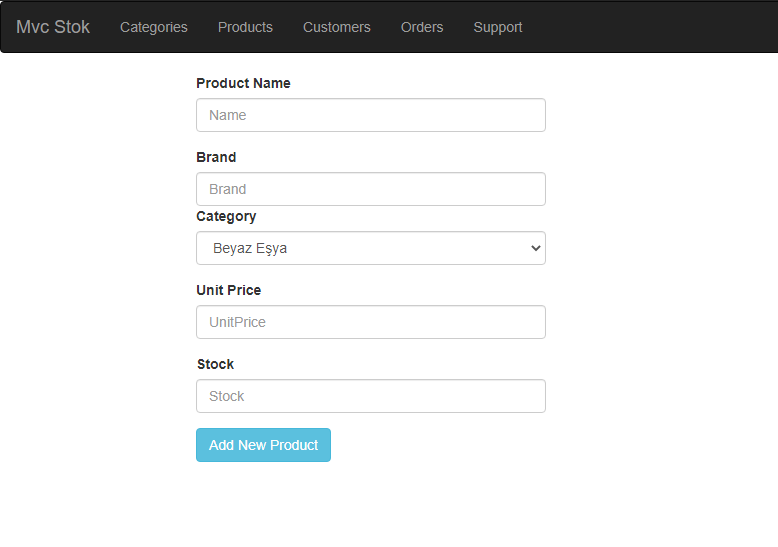 Mvc Stok Categories Products Customers Orders Support
Product Name
Name
Brand
Brand
Category
Beyaz Eşya
Unit Price
UnitPrice
Stock
Stock
Add New Product